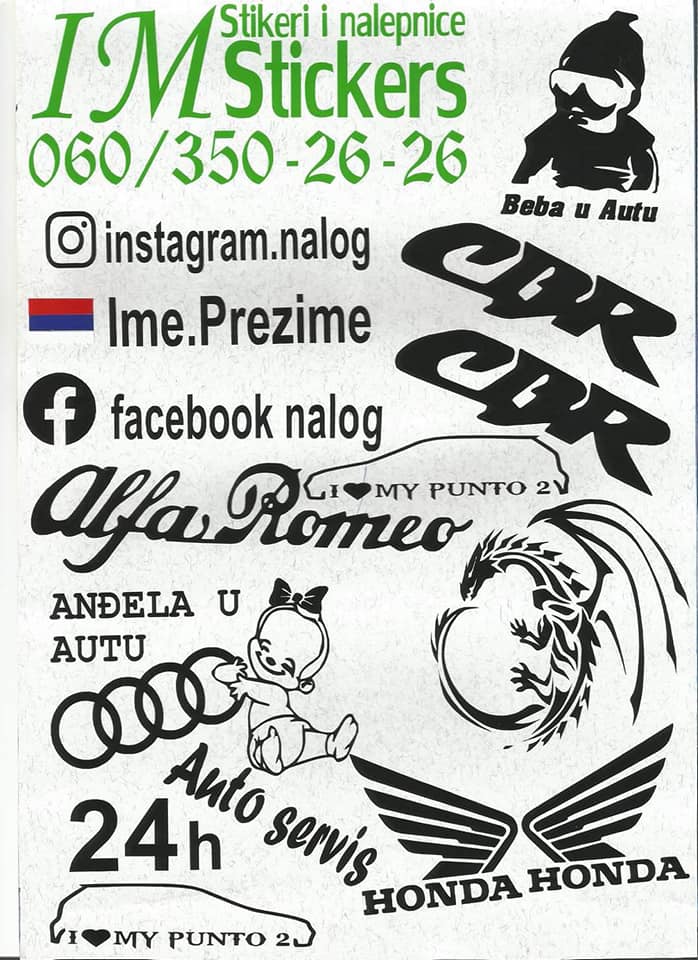 IM Stikeri i nalepnice
Stickers
060/350-26-26
Beba u Autu
instagram.nalog
Ime.Prezime
facebook nalog
CBR
CBR
I ♥ MY PUNTO 2
Alfa Romeo
ANĐELA U
AUTU
Auto servis
24h
HONDA HONDA
I ♥ MY PUNTO 2